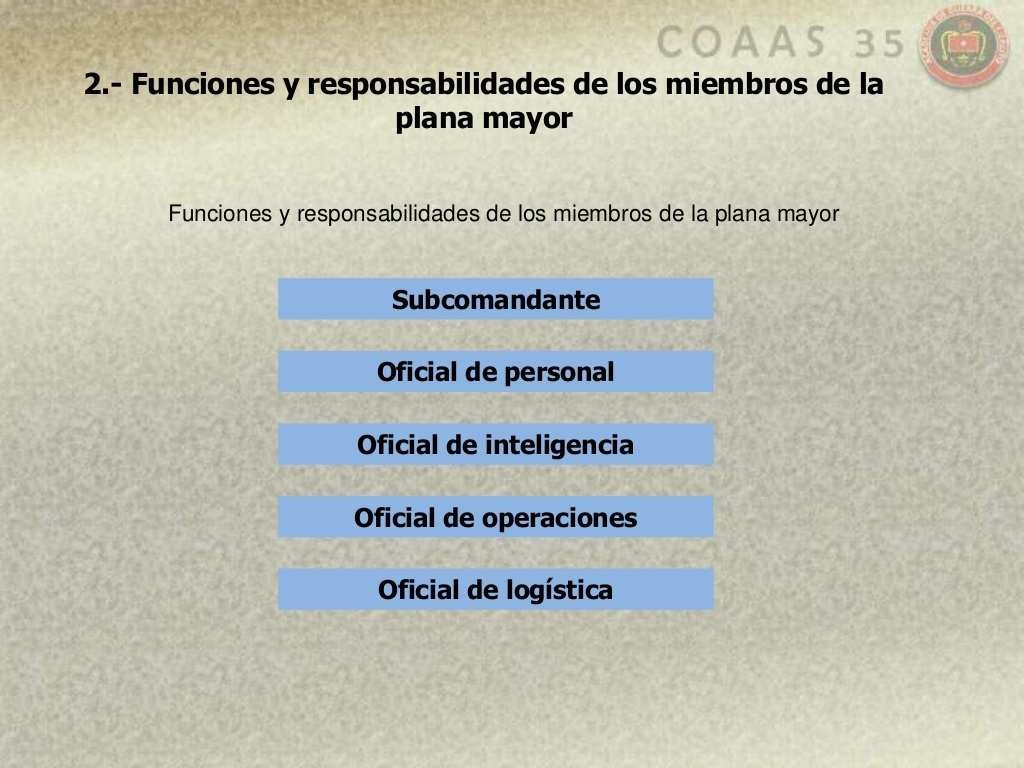 COAAS 35
2.- Funciones y responsabilidades de los miembros de la
plana mayor
Funciones y responsabilidades de los miembros de la plana mayor
Subcomandante
Oficial de personal
Oficial de inteligencia
Oficial de operaciones
Oficial de logística